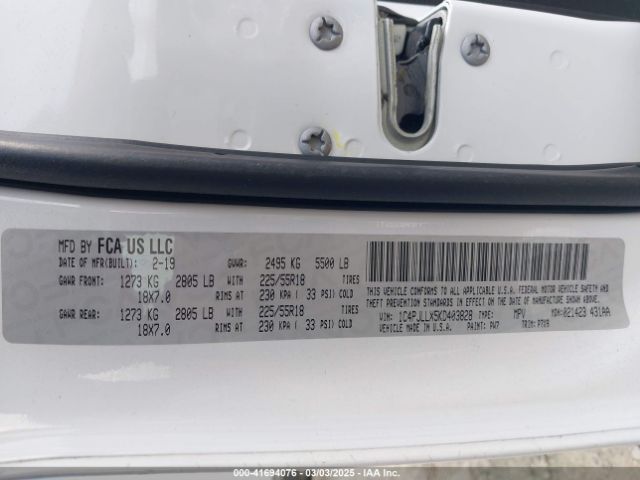 MFD BY FCA US LLC
DATE OF MFR(BUILT): 2-19 GVWR: 2495 KG 5500 LB
GAWR FRONT: 1273 KG 2805 LB WITH 225/55R18 TIRES
18X7.0 RIMS AT 230 KPA ( 33 PSI) COLD
GAWR REAR: 1273 KG 2805 LB WITH 225/55R18 TIRES
18X7.0 RIMS AT 230 KPA ( 33 PSI) COLD
THIS VEHICLE CONFORMS TO ALL APPLICABLE U.S.A. FEDERAL MOTOR VEHICLE SAFETY AND
THEFT PREVENTION STANDARDS IN EFFECT ON THE DATE OF MANUFACTURE SHOWN ABOVE.
VIN: 1C4PJLLX5KD403828 TYPE: MPV MDH:021423 431AA
VEHICLE MADE IN U.S.A. PAINT: PW7 TRIM:
000-41694076 - 03/03/2025 - IAA Inc.